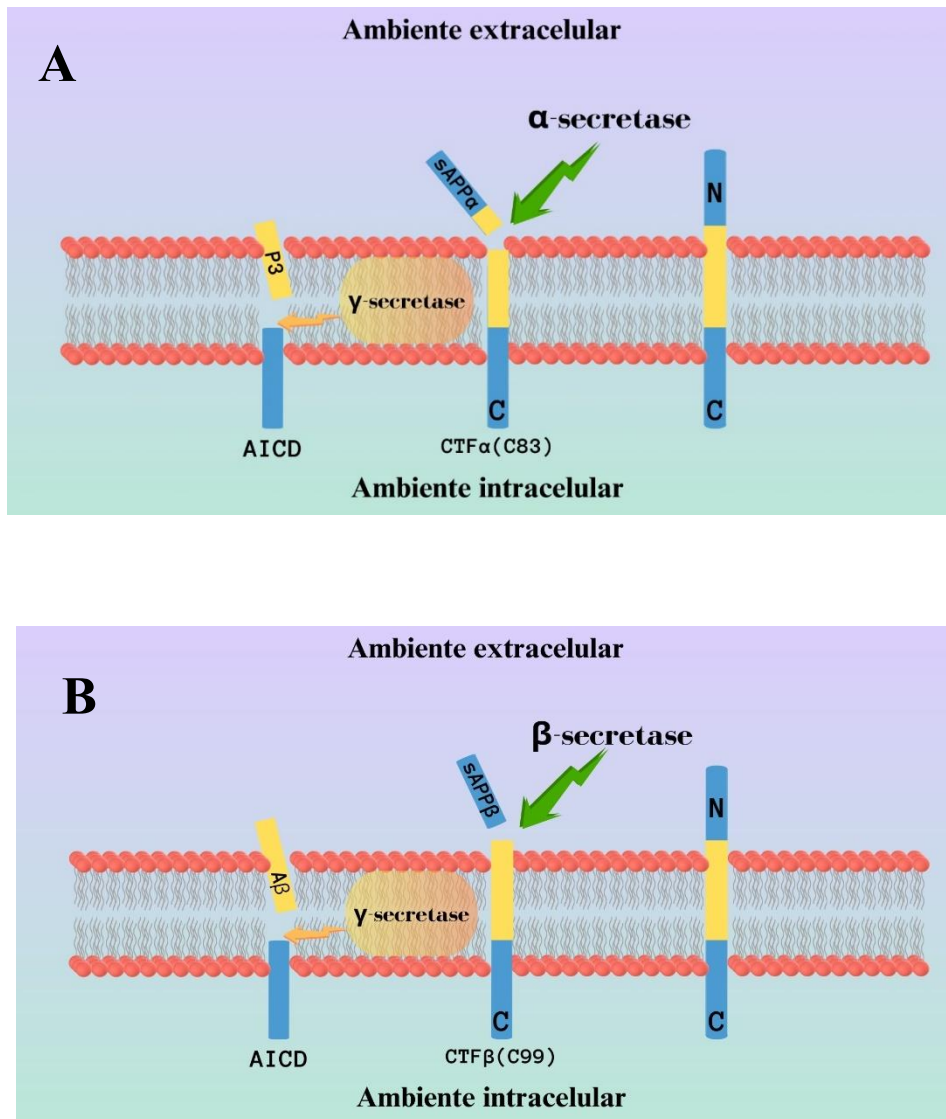 Ambiente extracelular
A
α-secretase
sAPPα
N
P3
γ-secretase
C
C
AICD
CTFα(C83)
Ambiente intracelular
Ambiente extracelular
B
β-secretase
sAPPβ
N
Aβ
γ-secretase
C
C
AICD
CTFβ(C99)
Ambiente intracelular